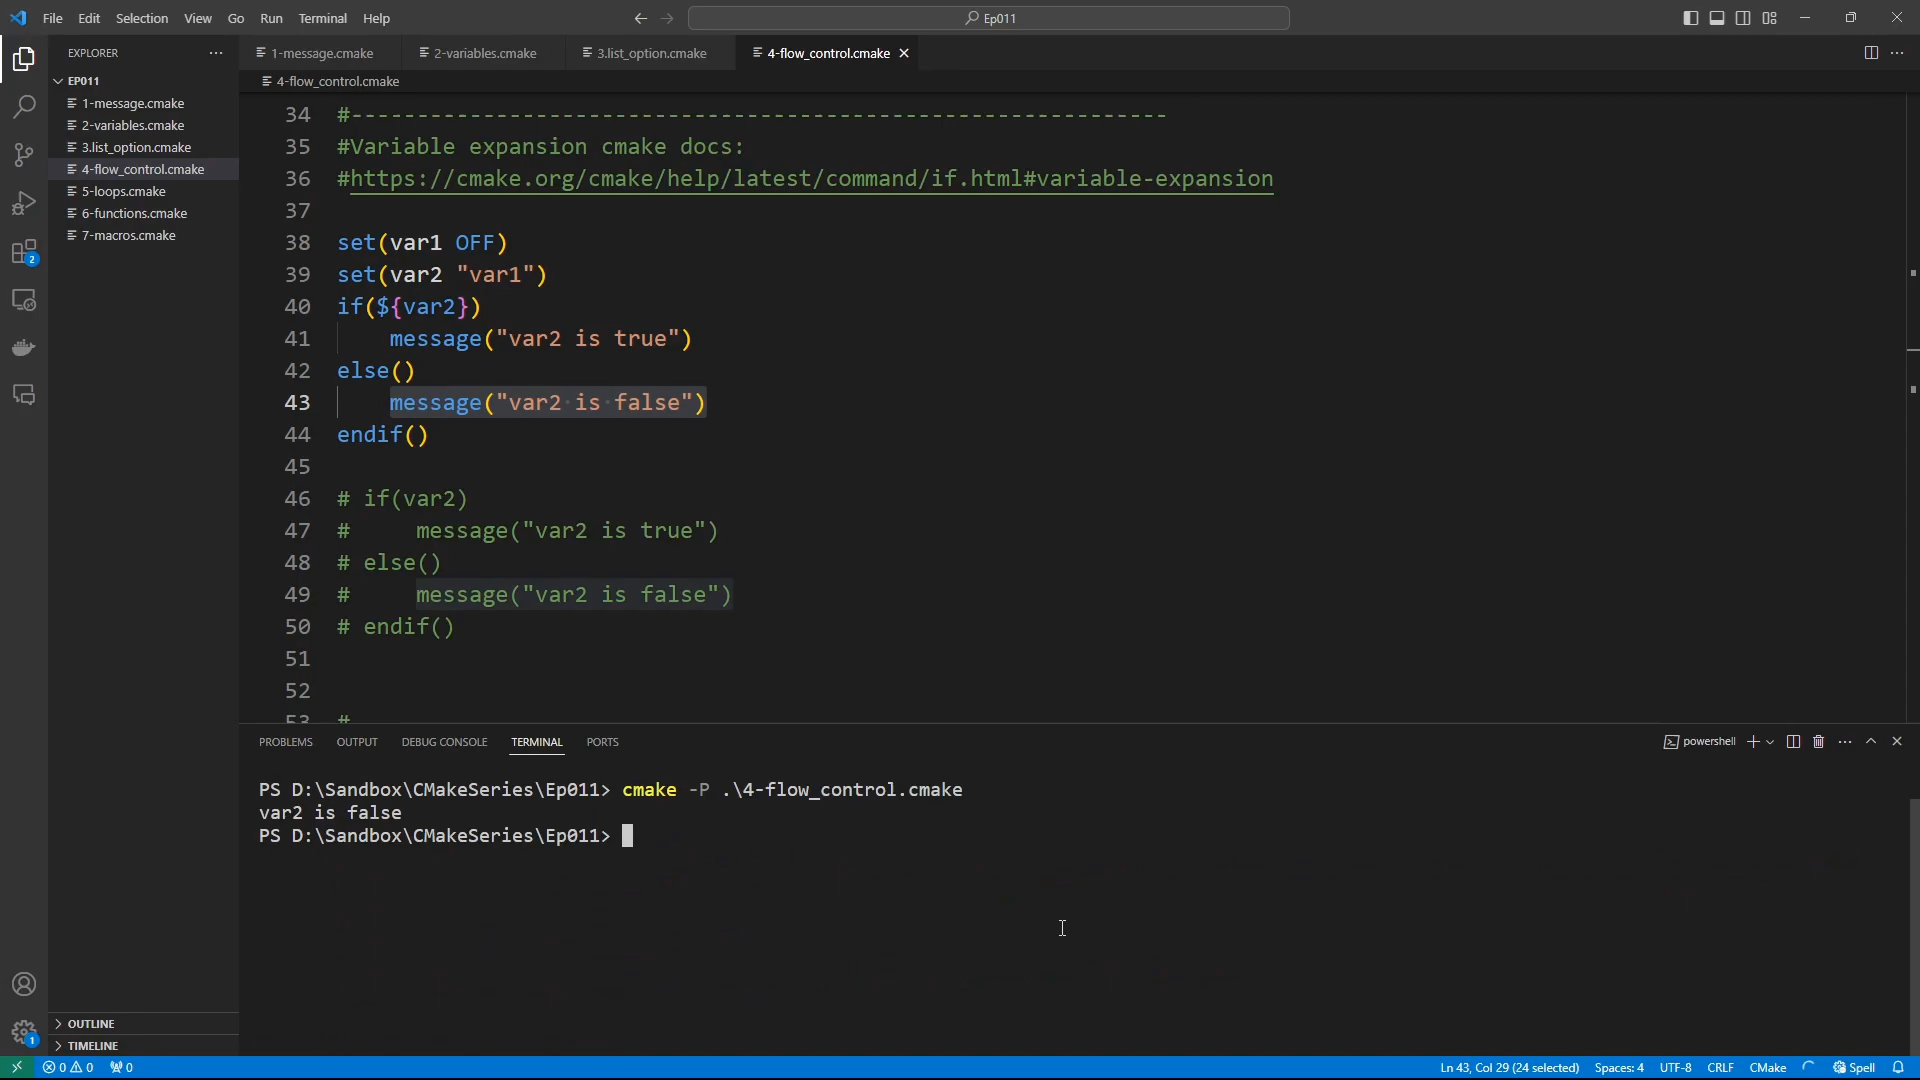 File Edit Selection View Go Run Terminal Help
Ep011
EXPLORER
EP011
1-message.cmake
2-variables.cmake
3.list_option.cmake
4-flow_control.cmake
5-loops.cmake
6-functions.cmake
7-macros.cmake
OUTLINE
TIMELINE
2
1
1-message.cmake 2-variables.cmake 3.list_option.cmake 4-flow_control.cmake
4-flow_control.cmake
34 #--------------------------------------------------------------
35 #Variable expansion cmake docs:
36 #https://cmake.org/cmake/help/latest/command/if.html#variable-expansion
37
38 set(var1 OFF)
39 set(var2 "var1")
40 if(${var2})
41     message("var2 is true")
42 else()
43     message("var2 is false")
44 endif()
45
46 # if(var2)
47 #     message("var2 is true")
48 # else()
49 #     message("var2 is false")
50 # endif()
51
52
53 #
PROBLEMS OUTPUT DEBUG CONSOLE TERMINAL PORTS
powershell
PS D:\Sandbox\CMakeSeries\Ep011> cmake -P .\4-flow_control.cmake
var2 is false
PS D:\Sandbox\CMakeSeries\Ep011>
0 0 0 Ln 43, Col 29 (24 selected) Spaces: 4 UTF-8 CRLF CMake Spell